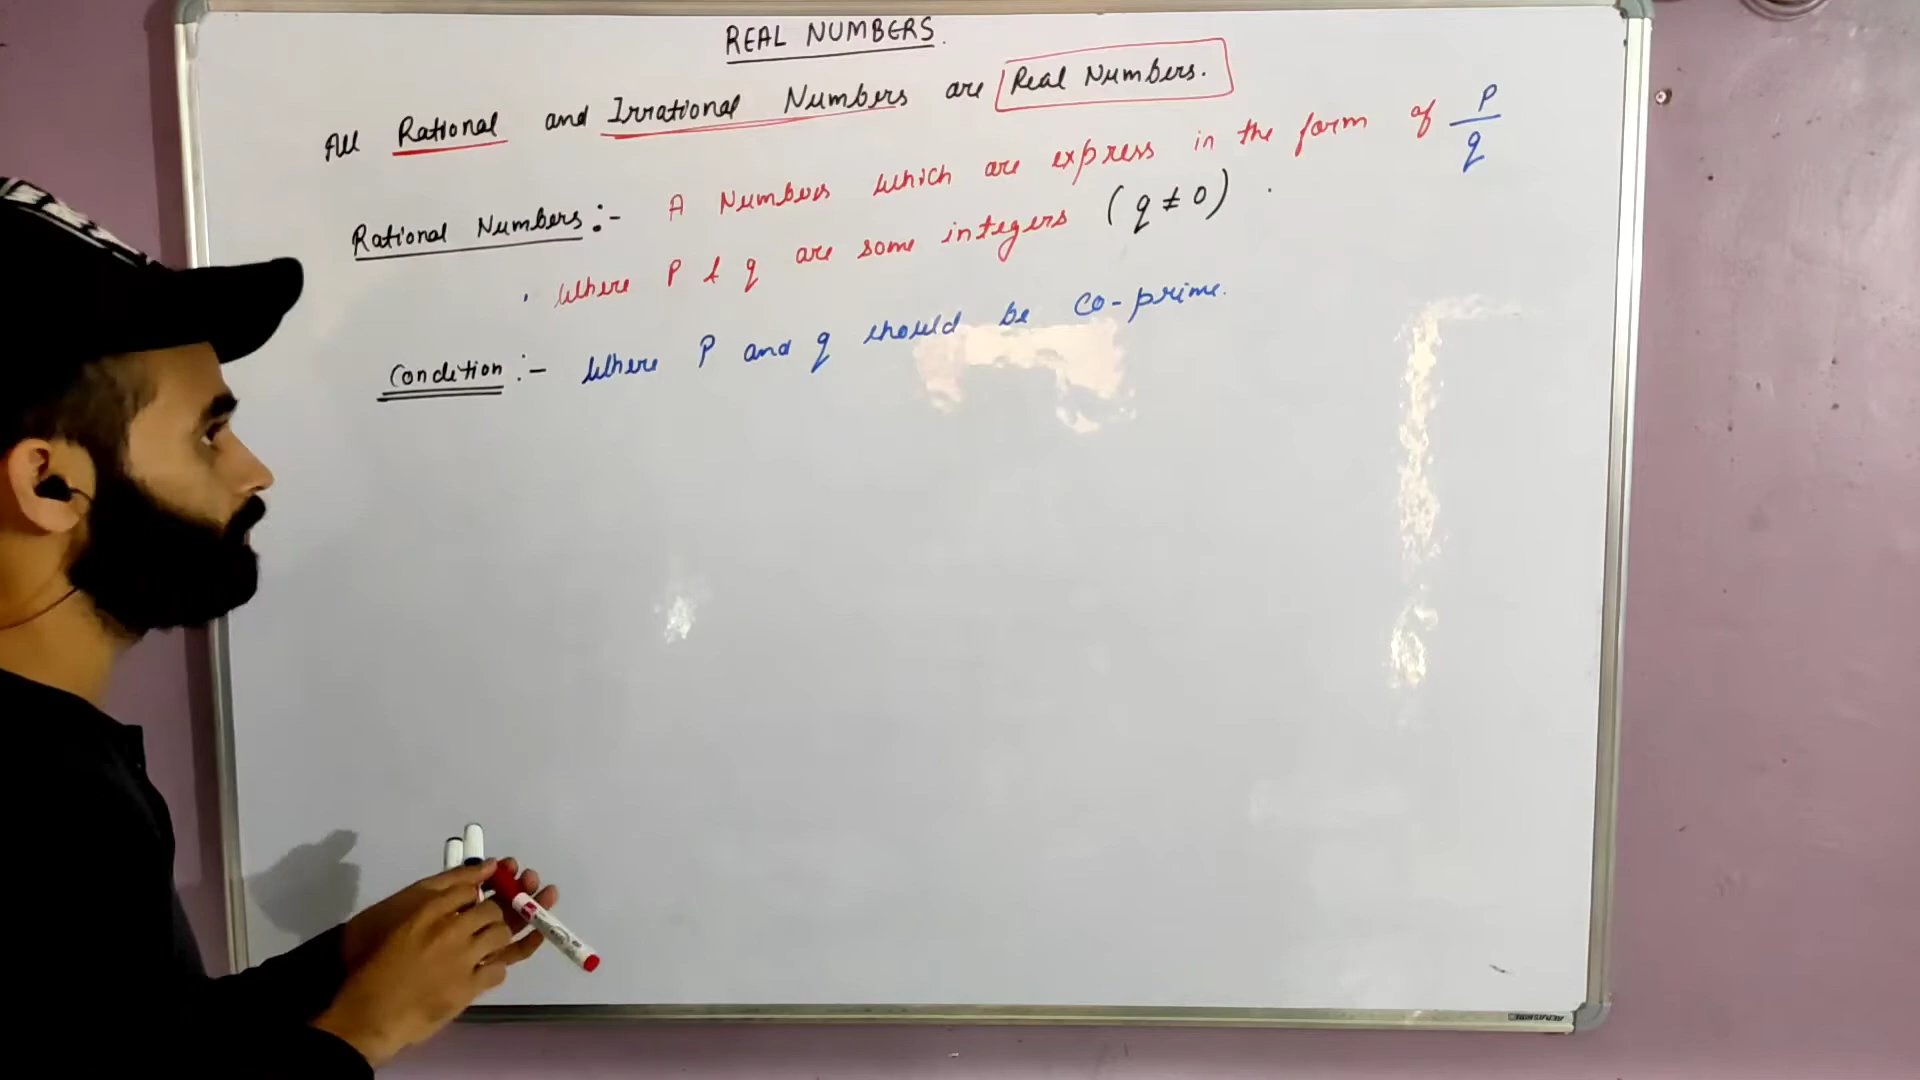 REAL NUMBERS.
All Rational and Irrational Numbers are Real Numbers.
Rational Numbers :- A Numbers which are express in the form of P/q
. Where P & q are some integers (q ≠ 0) .
Condition :- Where P and q should be Co-prime.